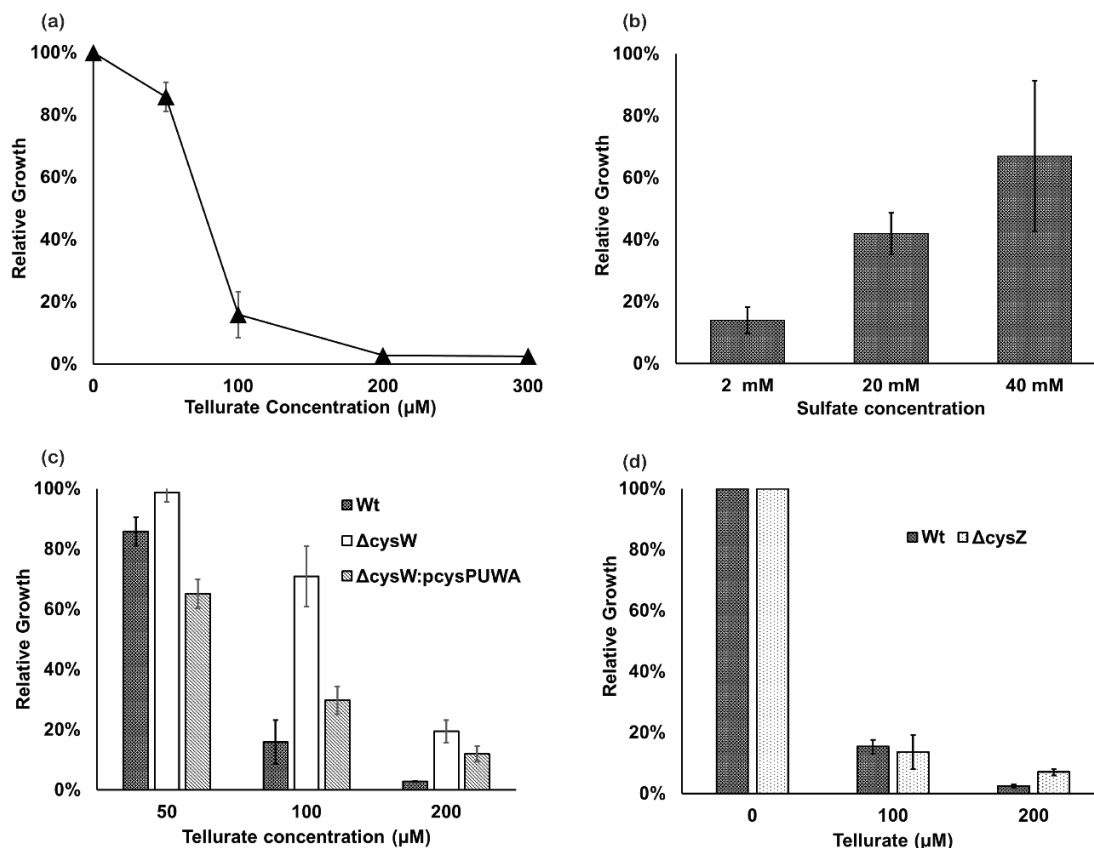 (a)
100%
80%
60%
40%
20%
0%
Relative Growth
0
100
200
300
Tellurate Concentration (µM)
(b)
100%
80%
60%
40%
20%
0%
Relative Growth
2 mM
20 mM
40 mM
Sulfate concentration
(c)
100%
80%
60%
40%
20%
0%
Relative Growth
Wt
ΔcysW
ΔcysW:pcysPUWA
50
100
200
Tellurate concentration (µM)
(d)
100%
80%
60%
40%
20%
0%
Relative Growth
Wt
ΔcysZ
0
100
200
Tellurate (µM)